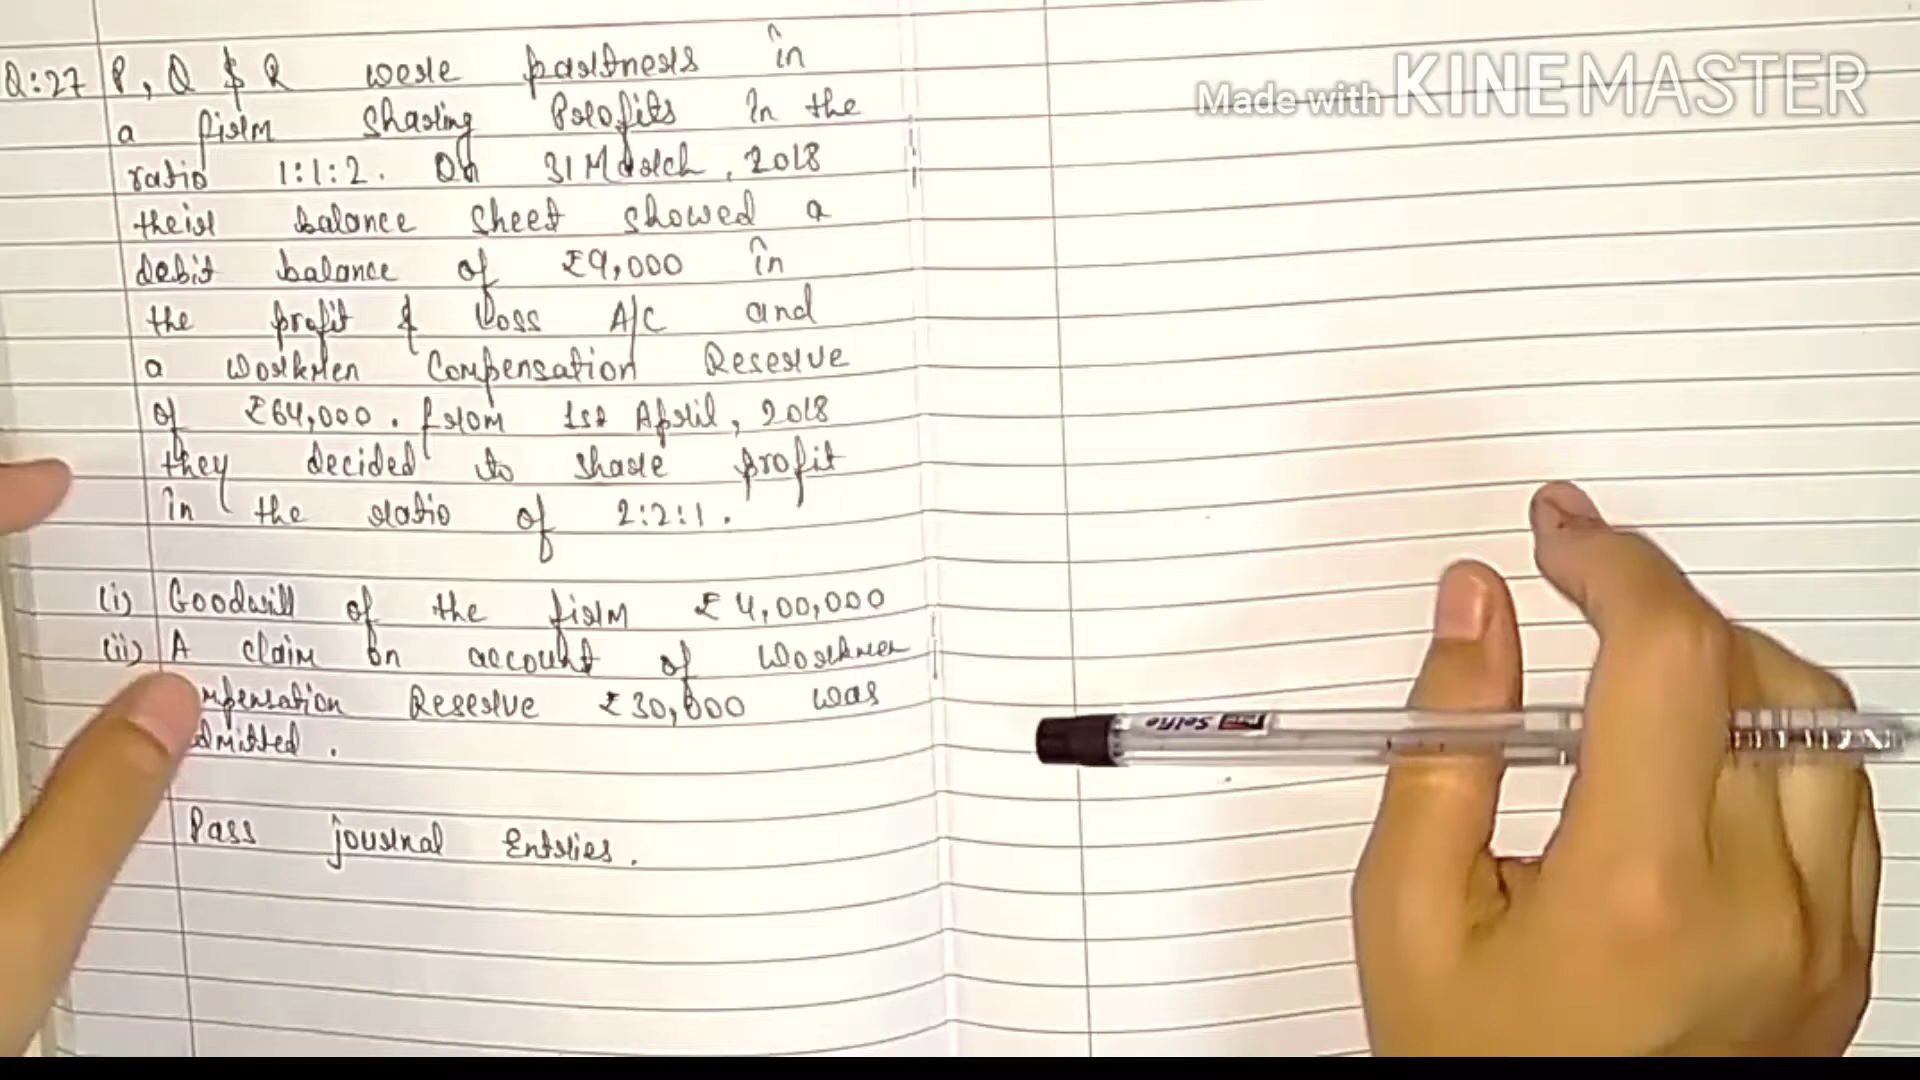 Q:27 P, Q & R were partners in
a firm sharing Profits in the
ratio 1:1:2. On 31 March, 2018
their balance sheet showed a
debit balance of ₹9,000 in
the profit & Loss A/C and
a Workmen Compensation Reserve
of ₹64,000. from 1st April, 2018
they decided to share profit
in the ratio of 2:2:1.
(i) Goodwill of the firm ₹4,00,000
(ii) A claim on account of Workmen
mpensation Reserve ₹30,000 was
dmitted.
Pass journal Entries.
Made with KINEMASTER
Selfie